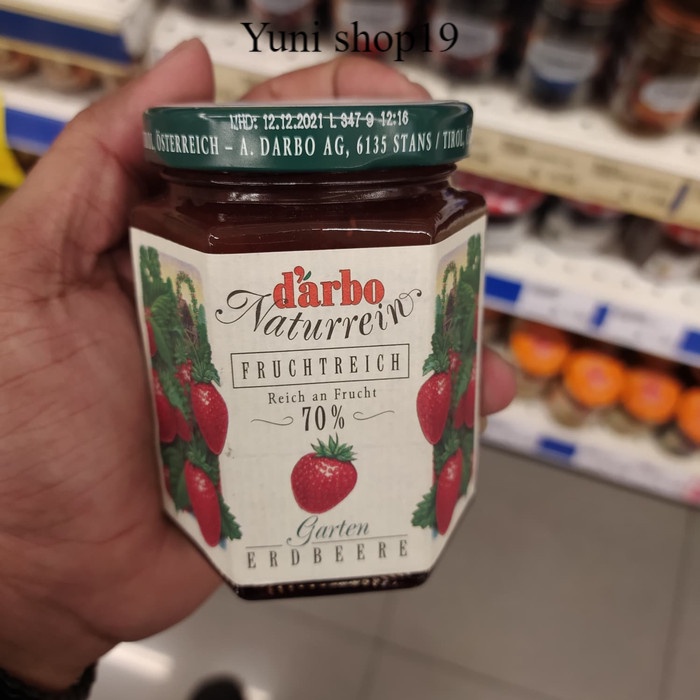 Yuni shop19
MHD: 12.12.2021 L 347 9 12:16
ÖSTERREICH – A. DARBO AG, 6135 STANS / TIROL
d'arbo
Naturrein
FRUCHTREICH
Reich an Frucht
70%
Garten
ERDBEERE